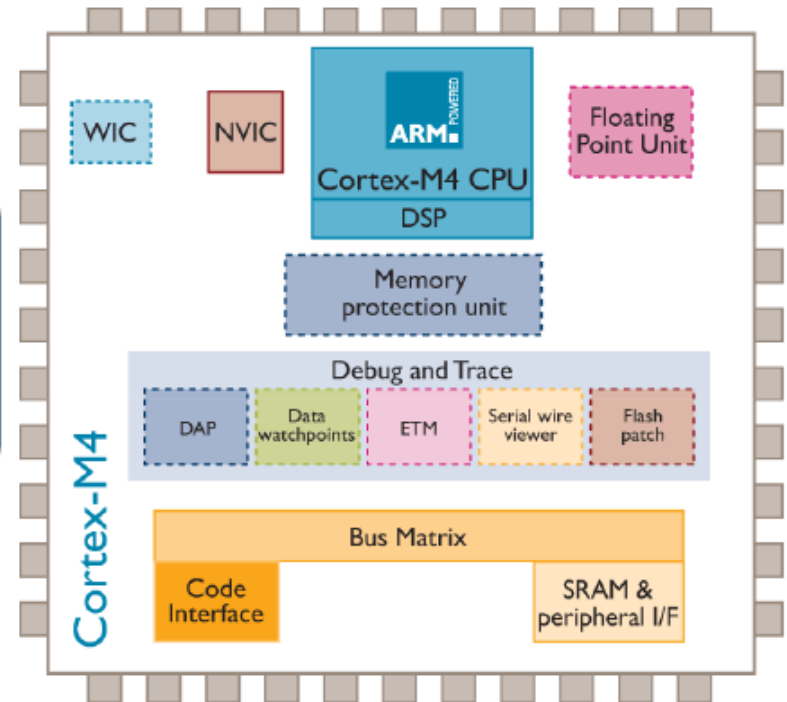 WIC
NVIC
ARM
POWERED
Cortex-M4 CPU
DSP
Floating
Point Unit
Memory
protection unit
Debug and Trace
DAP
Data
watchpoints
ETM
Serial wire
viewer
Flash
patch
Cortex-M4
Bus Matrix
Code
Interface
SRAM &
peripheral I/F